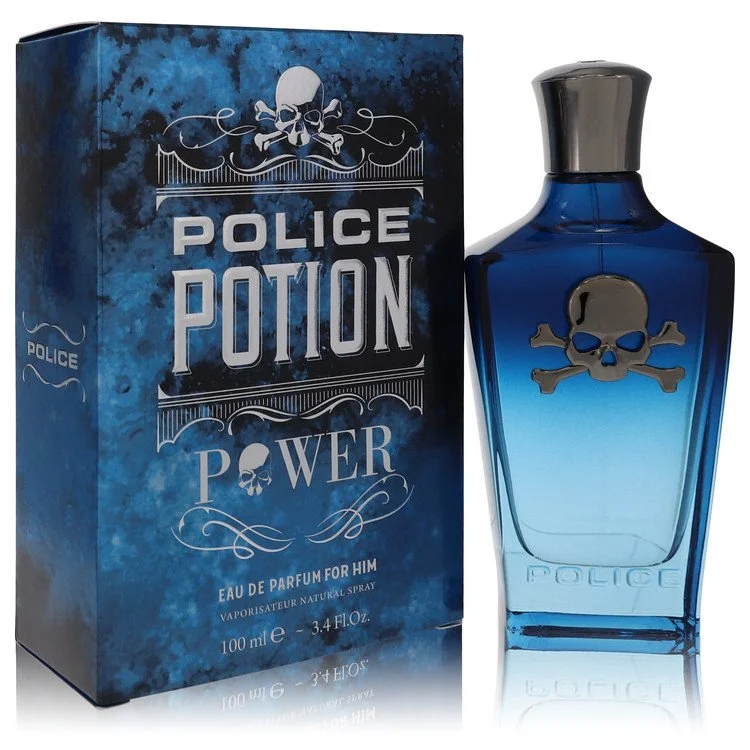 POLICE
POTION
POWER
EAU DE PARFUM FOR HIM
VAPORISATEUR NATURAL SPRAY
100 ml e ~ 3.4 Fl.Oz.
POLICE
POLICE